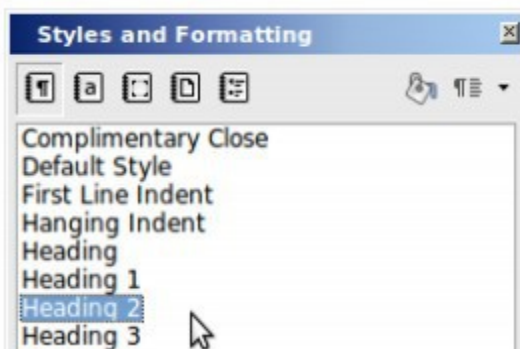 Styles and Formatting
Complimentary Close
Default Style
First Line Indent
Hanging Indent
Heading
Heading 1
Heading 2
Heading 3